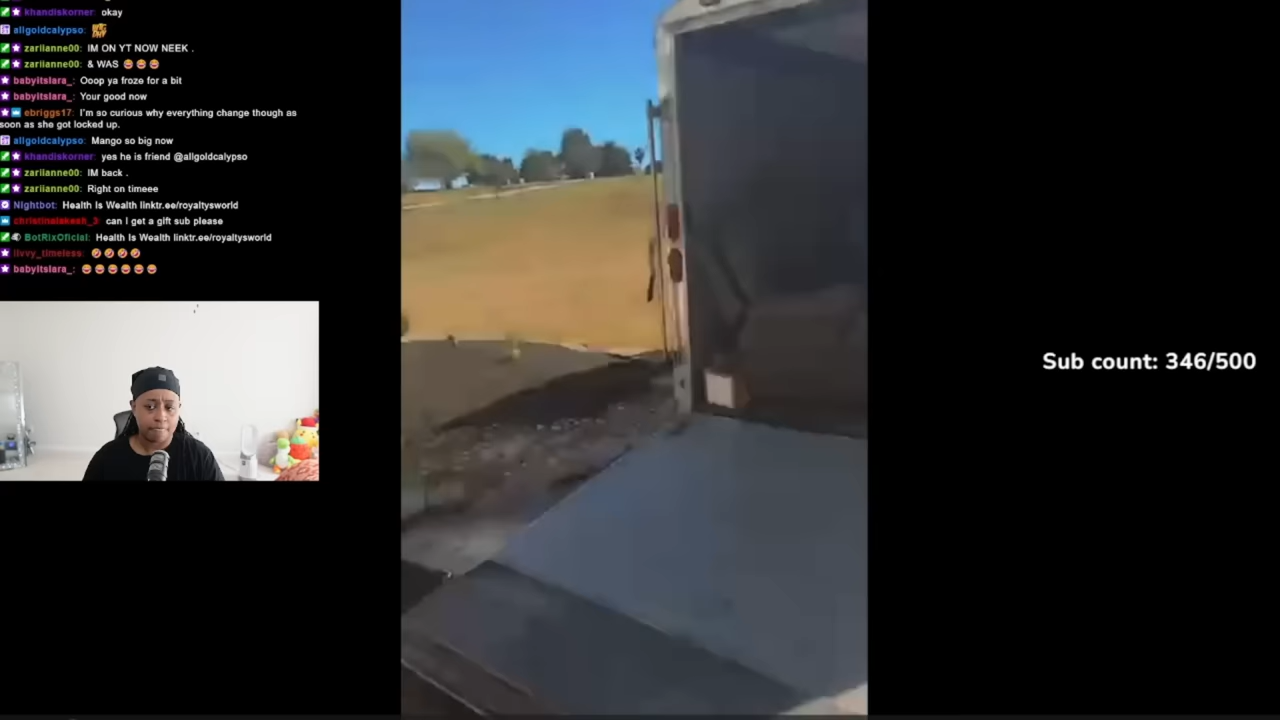 khandiskorner: okay
allgoldcalypso:
zariianne00: IM ON YT NOW NEEK .
zariianne00: & WAS
babyitslara_: Ooop ya froze for a bit
babyitslara_: Your good now
ebriggs17: I'm so curious why everything change though as
soon as she got locked up.
allgoldcalypso: Mango so big now
khandiskorner: yes he is friend @allgoldcalypso
zariianne00: IM back .
zariianne00: Right on timeee
Nightbot: Health Is Wealth linktr.ee/royaltysworld
can I get a gift sub please
BotRixOficial: Health Is Wealth linktr.ee/royaltysworld
livvy_timeless:
babyitslara_:
Sub count: 346/500